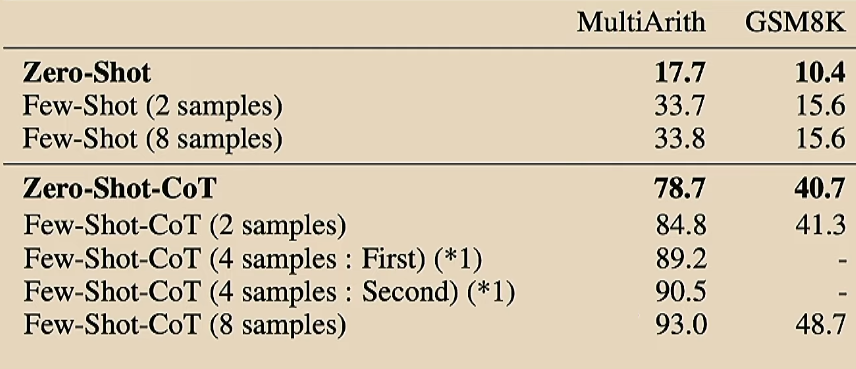 MultiArith GSM8K
Zero-Shot 17.7 10.4
Few-Shot (2 samples) 33.7 15.6
Few-Shot (8 samples) 33.8 15.6
Zero-Shot-CoT 78.7 40.7
Few-Shot-CoT (2 samples) 84.8 41.3
Few-Shot-CoT (4 samples : First) (*1) 89.2 -
Few-Shot-CoT (4 samples : Second) (*1) 90.5 -
Few-Shot-CoT (8 samples) 93.0 48.7